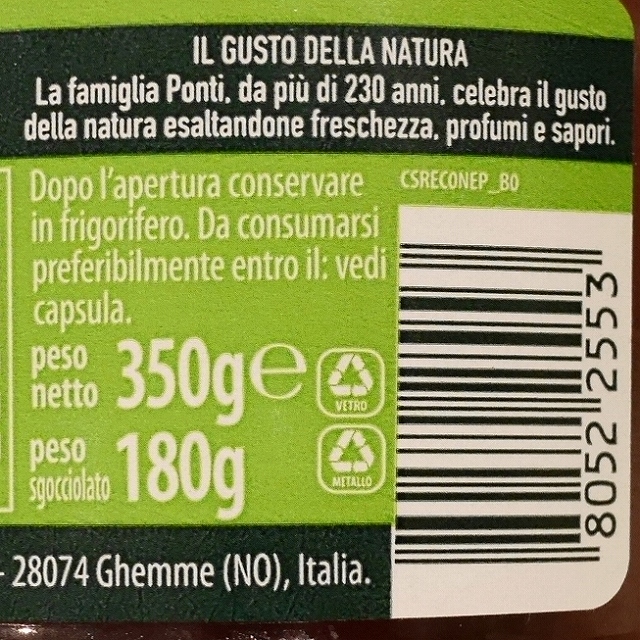 IL GUSTO DELLA NATURA
La famiglia Ponti, da più di 230 anni, celebra il gusto
della natura esaltandone freschezza, profumi e sapori.
Dopo l'apertura conservare
in frigorifero. Da consumarsi
preferibilmente entro il: vedi
capsula.
CSRECONEP_B0
peso
netto 350g℮
VETRO
peso
sgocciolato 180g
METALLO
8052 2553
- 28074 Ghemme (NO), Italia.